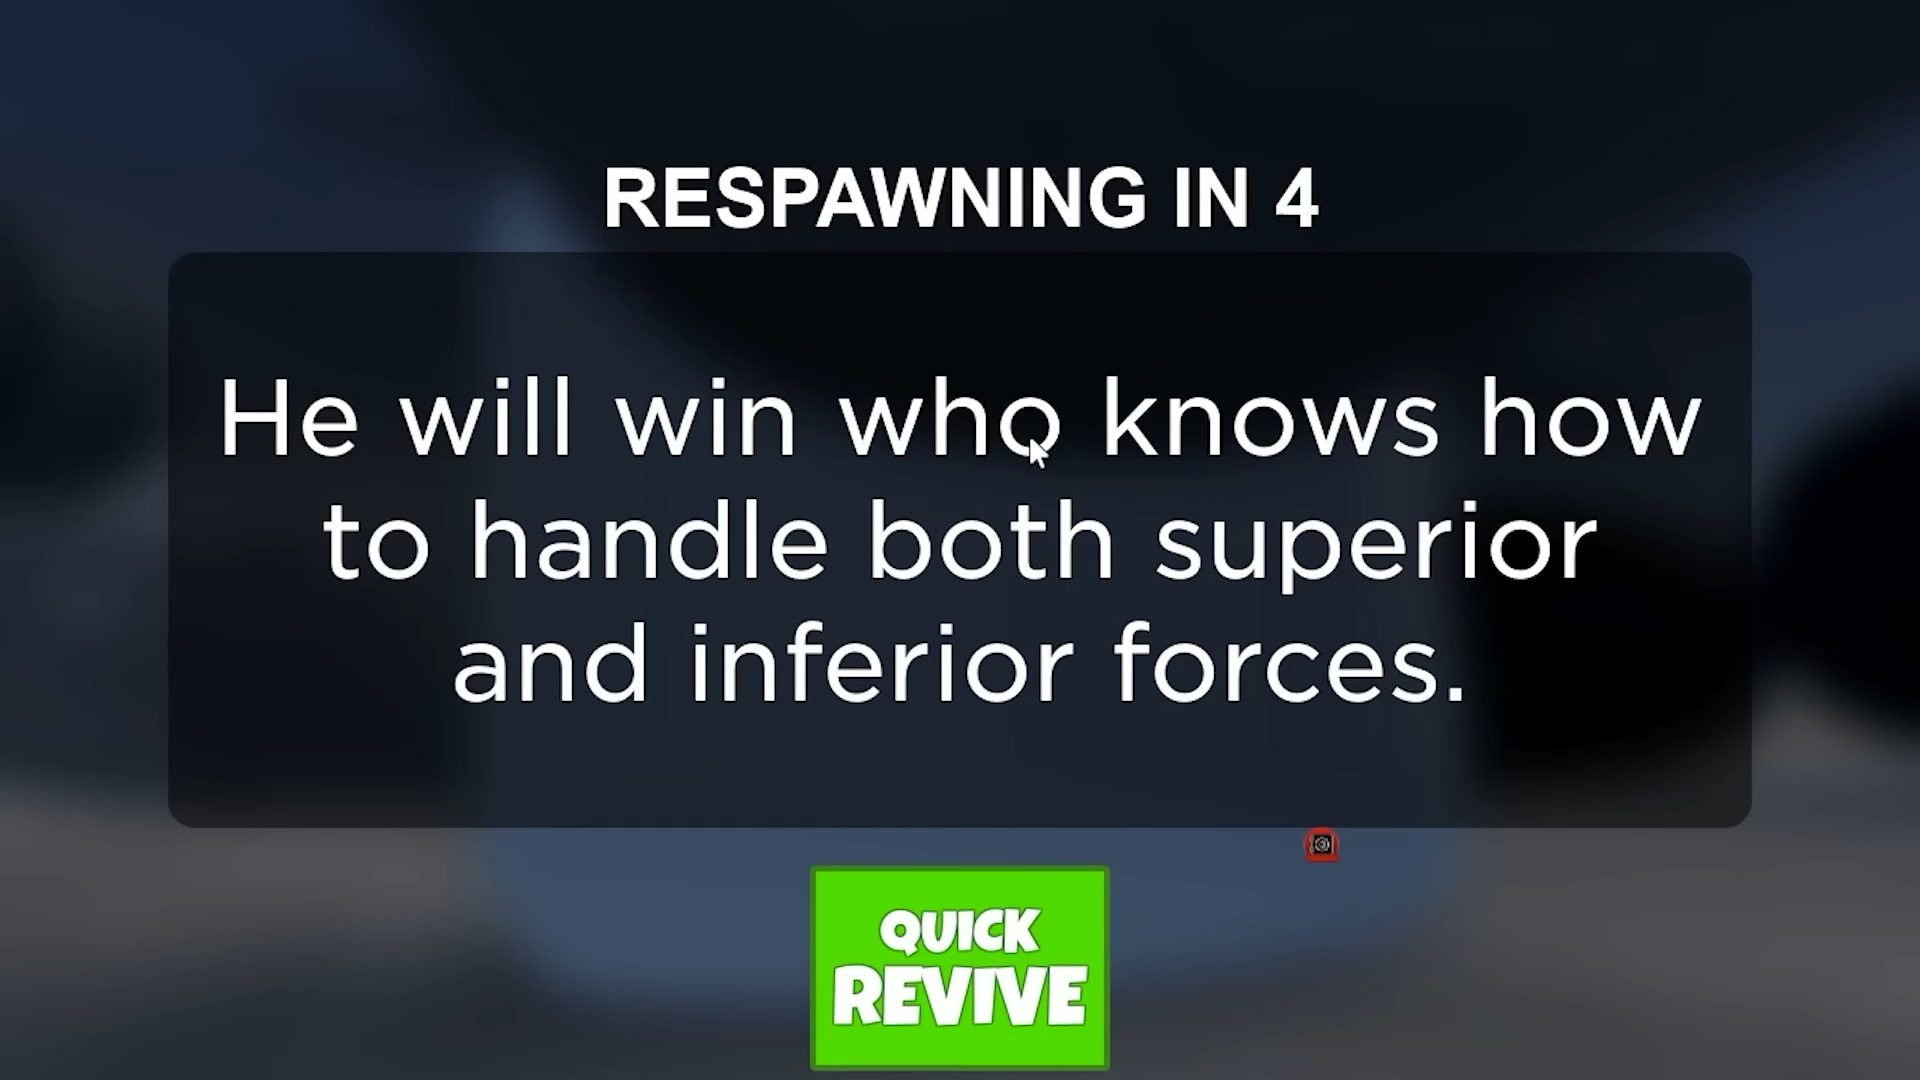 RESPAWNING IN 4
He will win who knows how
to handle both superior
and inferior forces.
QUICK
REVIVE